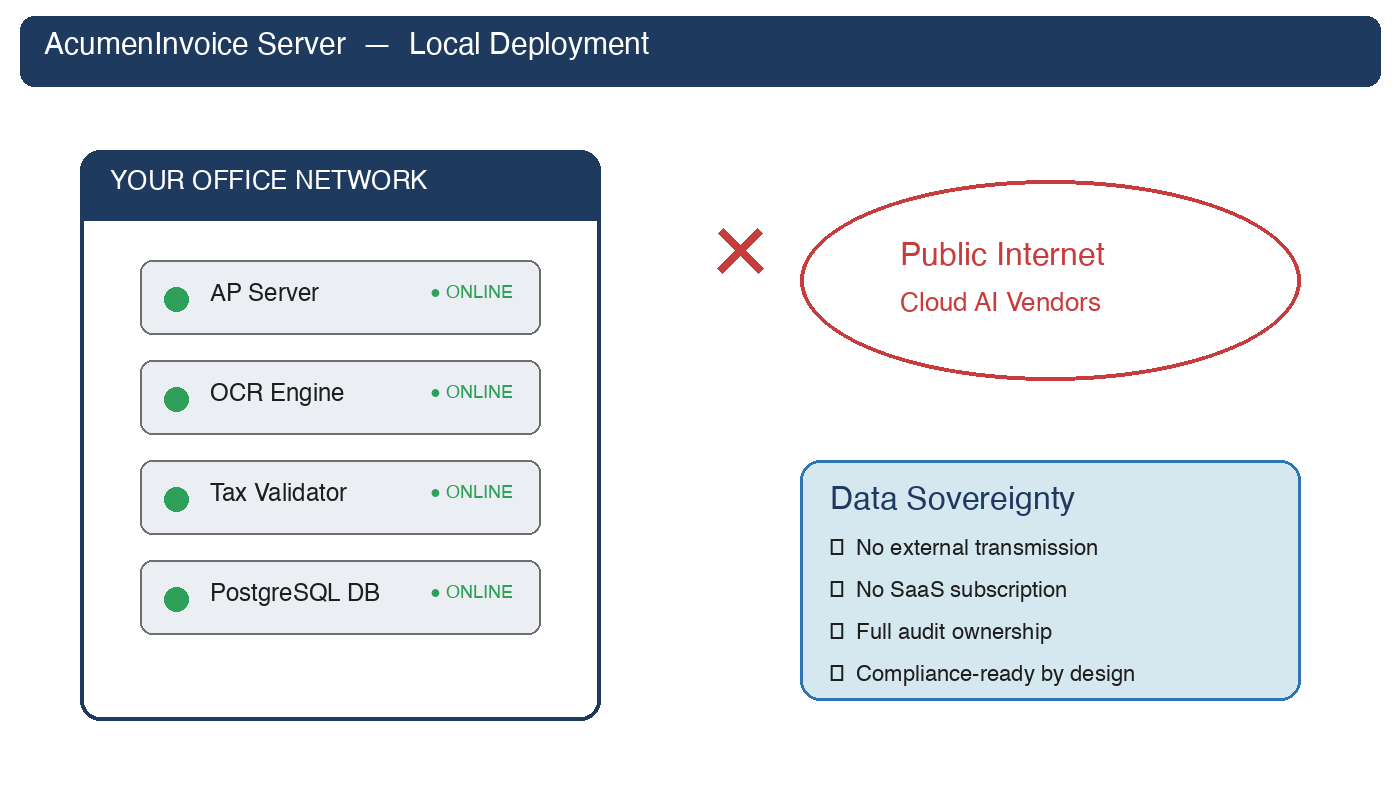 AcumenInvoice Server — Local Deployment
YOUR OFFICE NETWORK
AP Server ● ONLINE
OCR Engine ● ONLINE
Tax Validator ● ONLINE
PostgreSQL DB ● ONLINE
Public Internet
Cloud AI Vendors
Data Sovereignty
□ No external transmission
□ No SaaS subscription
□ Full audit ownership
□ Compliance-ready by design